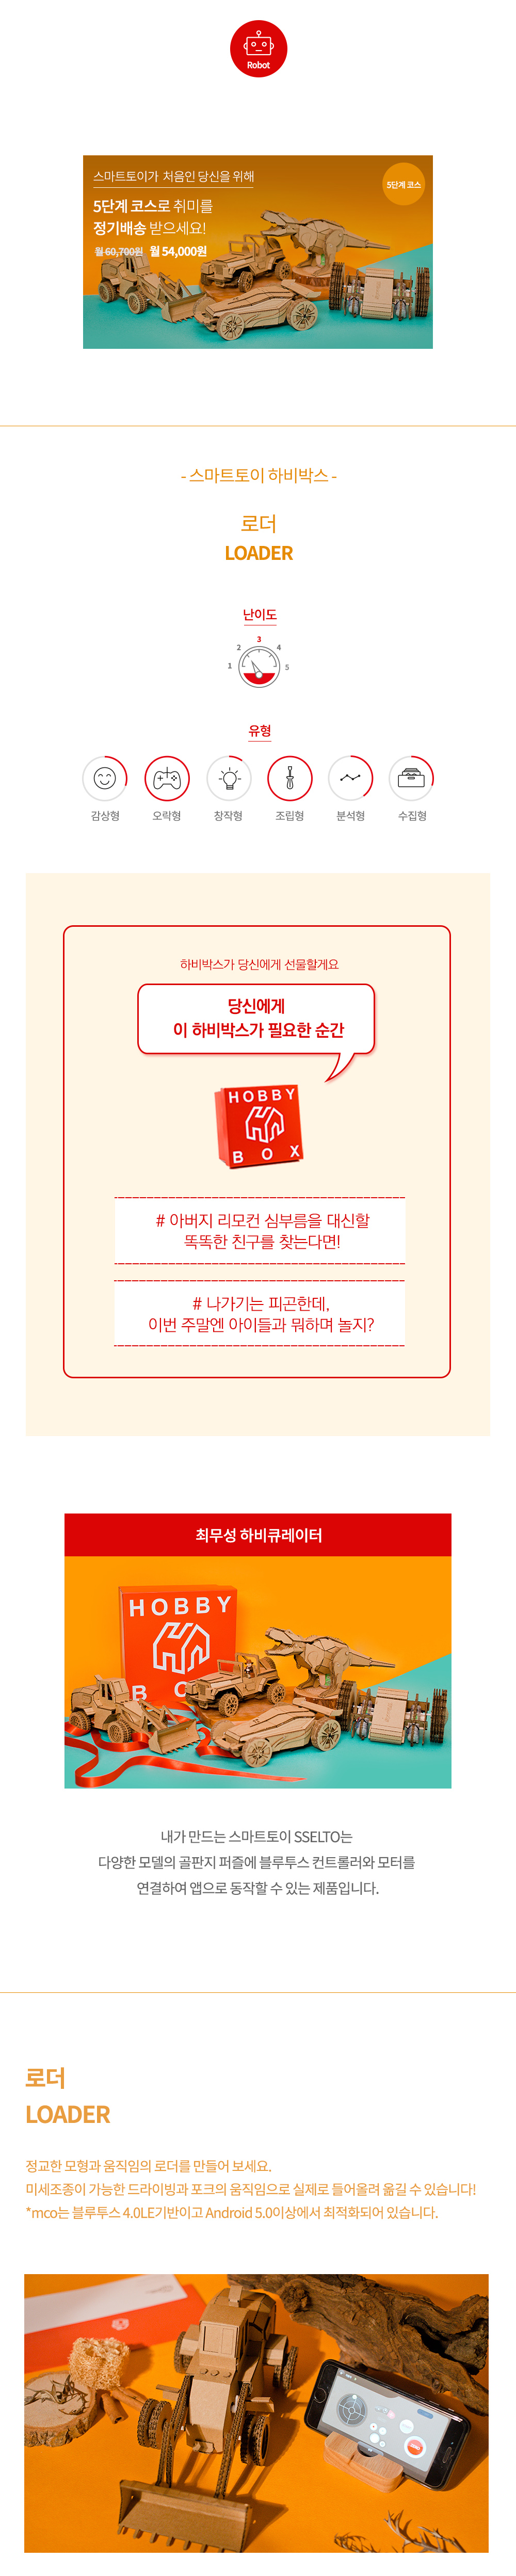 Robot
스마트토이가 처음인 당신을 위해
5단계 코스
5단계 코스로 취미를
정기배송 받으세요!
월 60,700원 월 54,000원
- 스마트토이 하비박스 -
로더
LOADER
난이도
1 2 3 4 5
유형
감상형 오락형 창작형 조립형 분석형 수집형
하비박스가 당신에게 선물할게요
당신에게
이 하비박스가 필요한 순간
HOBBY
BOX
# 아버지 리모컨 심부름을 대신할
똑똑한 친구를 찾는다면!
# 나가기는 피곤한데,
이번 주말엔 아이들과 뭐하며 놀지?
최무성 하비큐레이터
HOBBY
B
내가 만드는 스마트토이 SSELTO는
다양한 모델의 골판지 퍼즐에 블루투스 컨트롤러와 모터를
연결하여 앱으로 동작할 수 있는 제품입니다.
로더
LOADER
정교한 모형과 움직임의 로더를 만들어 보세요.
미세조종이 가능한 드라이빙과 포크의 움직임으로 실제로 들어올려 옮길 수 있습니다!
*mco는 블루투스 4.0LE기반이고 Android 5.0이상에서 최적화되어 있습니다.